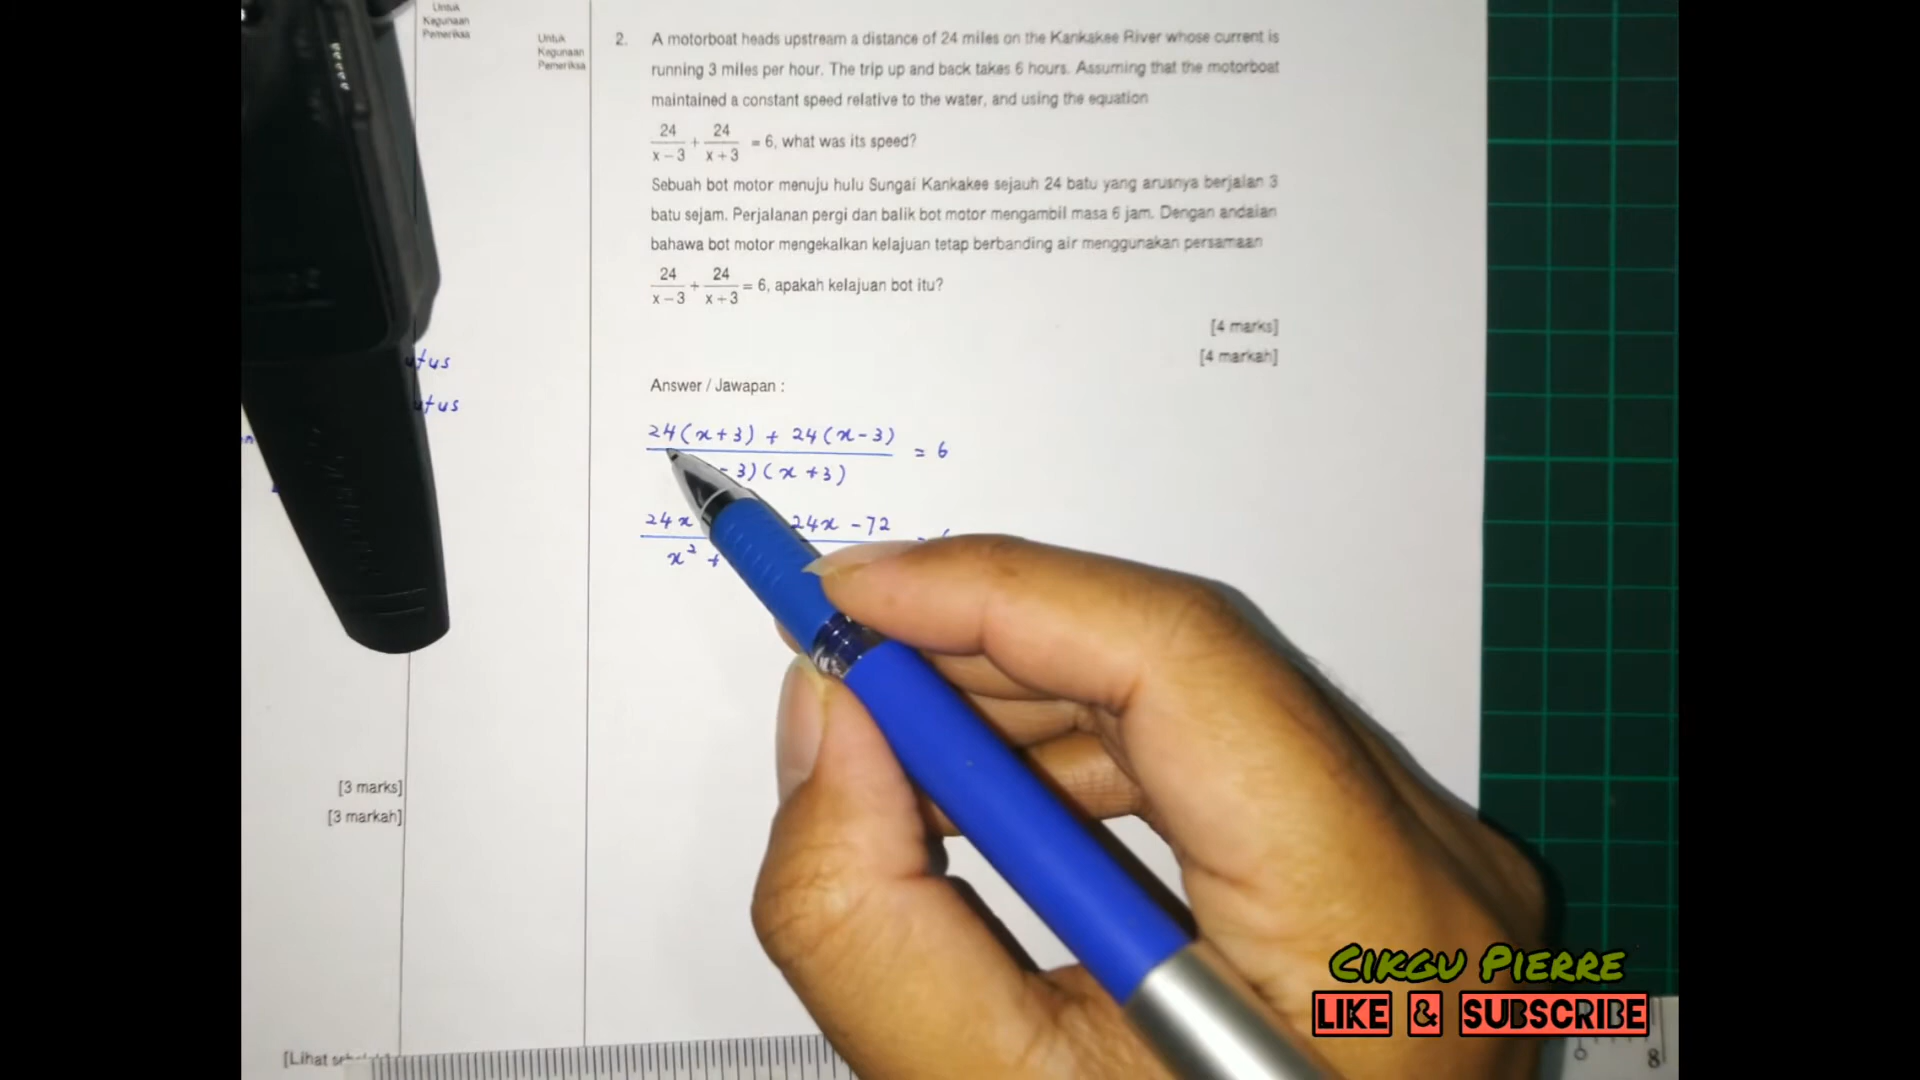 Untuk
Kegunaan
Pemeriksa
Untuk
Kegunaan
Pemeriksa
2. A motorboat heads upstream a distance of 24 miles on the Kankakee River whose current is
running 3 miles per hour. The trip up and back takes 6 hours. Assuming that the motorboat
maintained a constant speed relative to the water, and using the equation
24/(x − 3) + 24/(x + 3) = 6, what was its speed?
Sebuah bot motor menuju hulu Sungai Kankakee sejauh 24 batu yang arusnya berjalan 3
batu sejam. Perjalanan pergi dan balik bot motor mengambil masa 6 jam. Dengan andaian
bahawa bot motor mengekalkan kelajuan tetap berbanding air menggunakan persamaan
24/(x − 3) + 24/(x + 3) = 6, apakah kelajuan bot itu?
[4 marks]
[4 markah]
Answer / Jawapan :
24(x+3) + 24(x-3)
- 3)(x+3)
= 6
24x 24x - 72
x² +
[3 marks]
[3 markah]
[Lihat
CIKGU PIERRE
LIKE & SUBSCRIBE
8